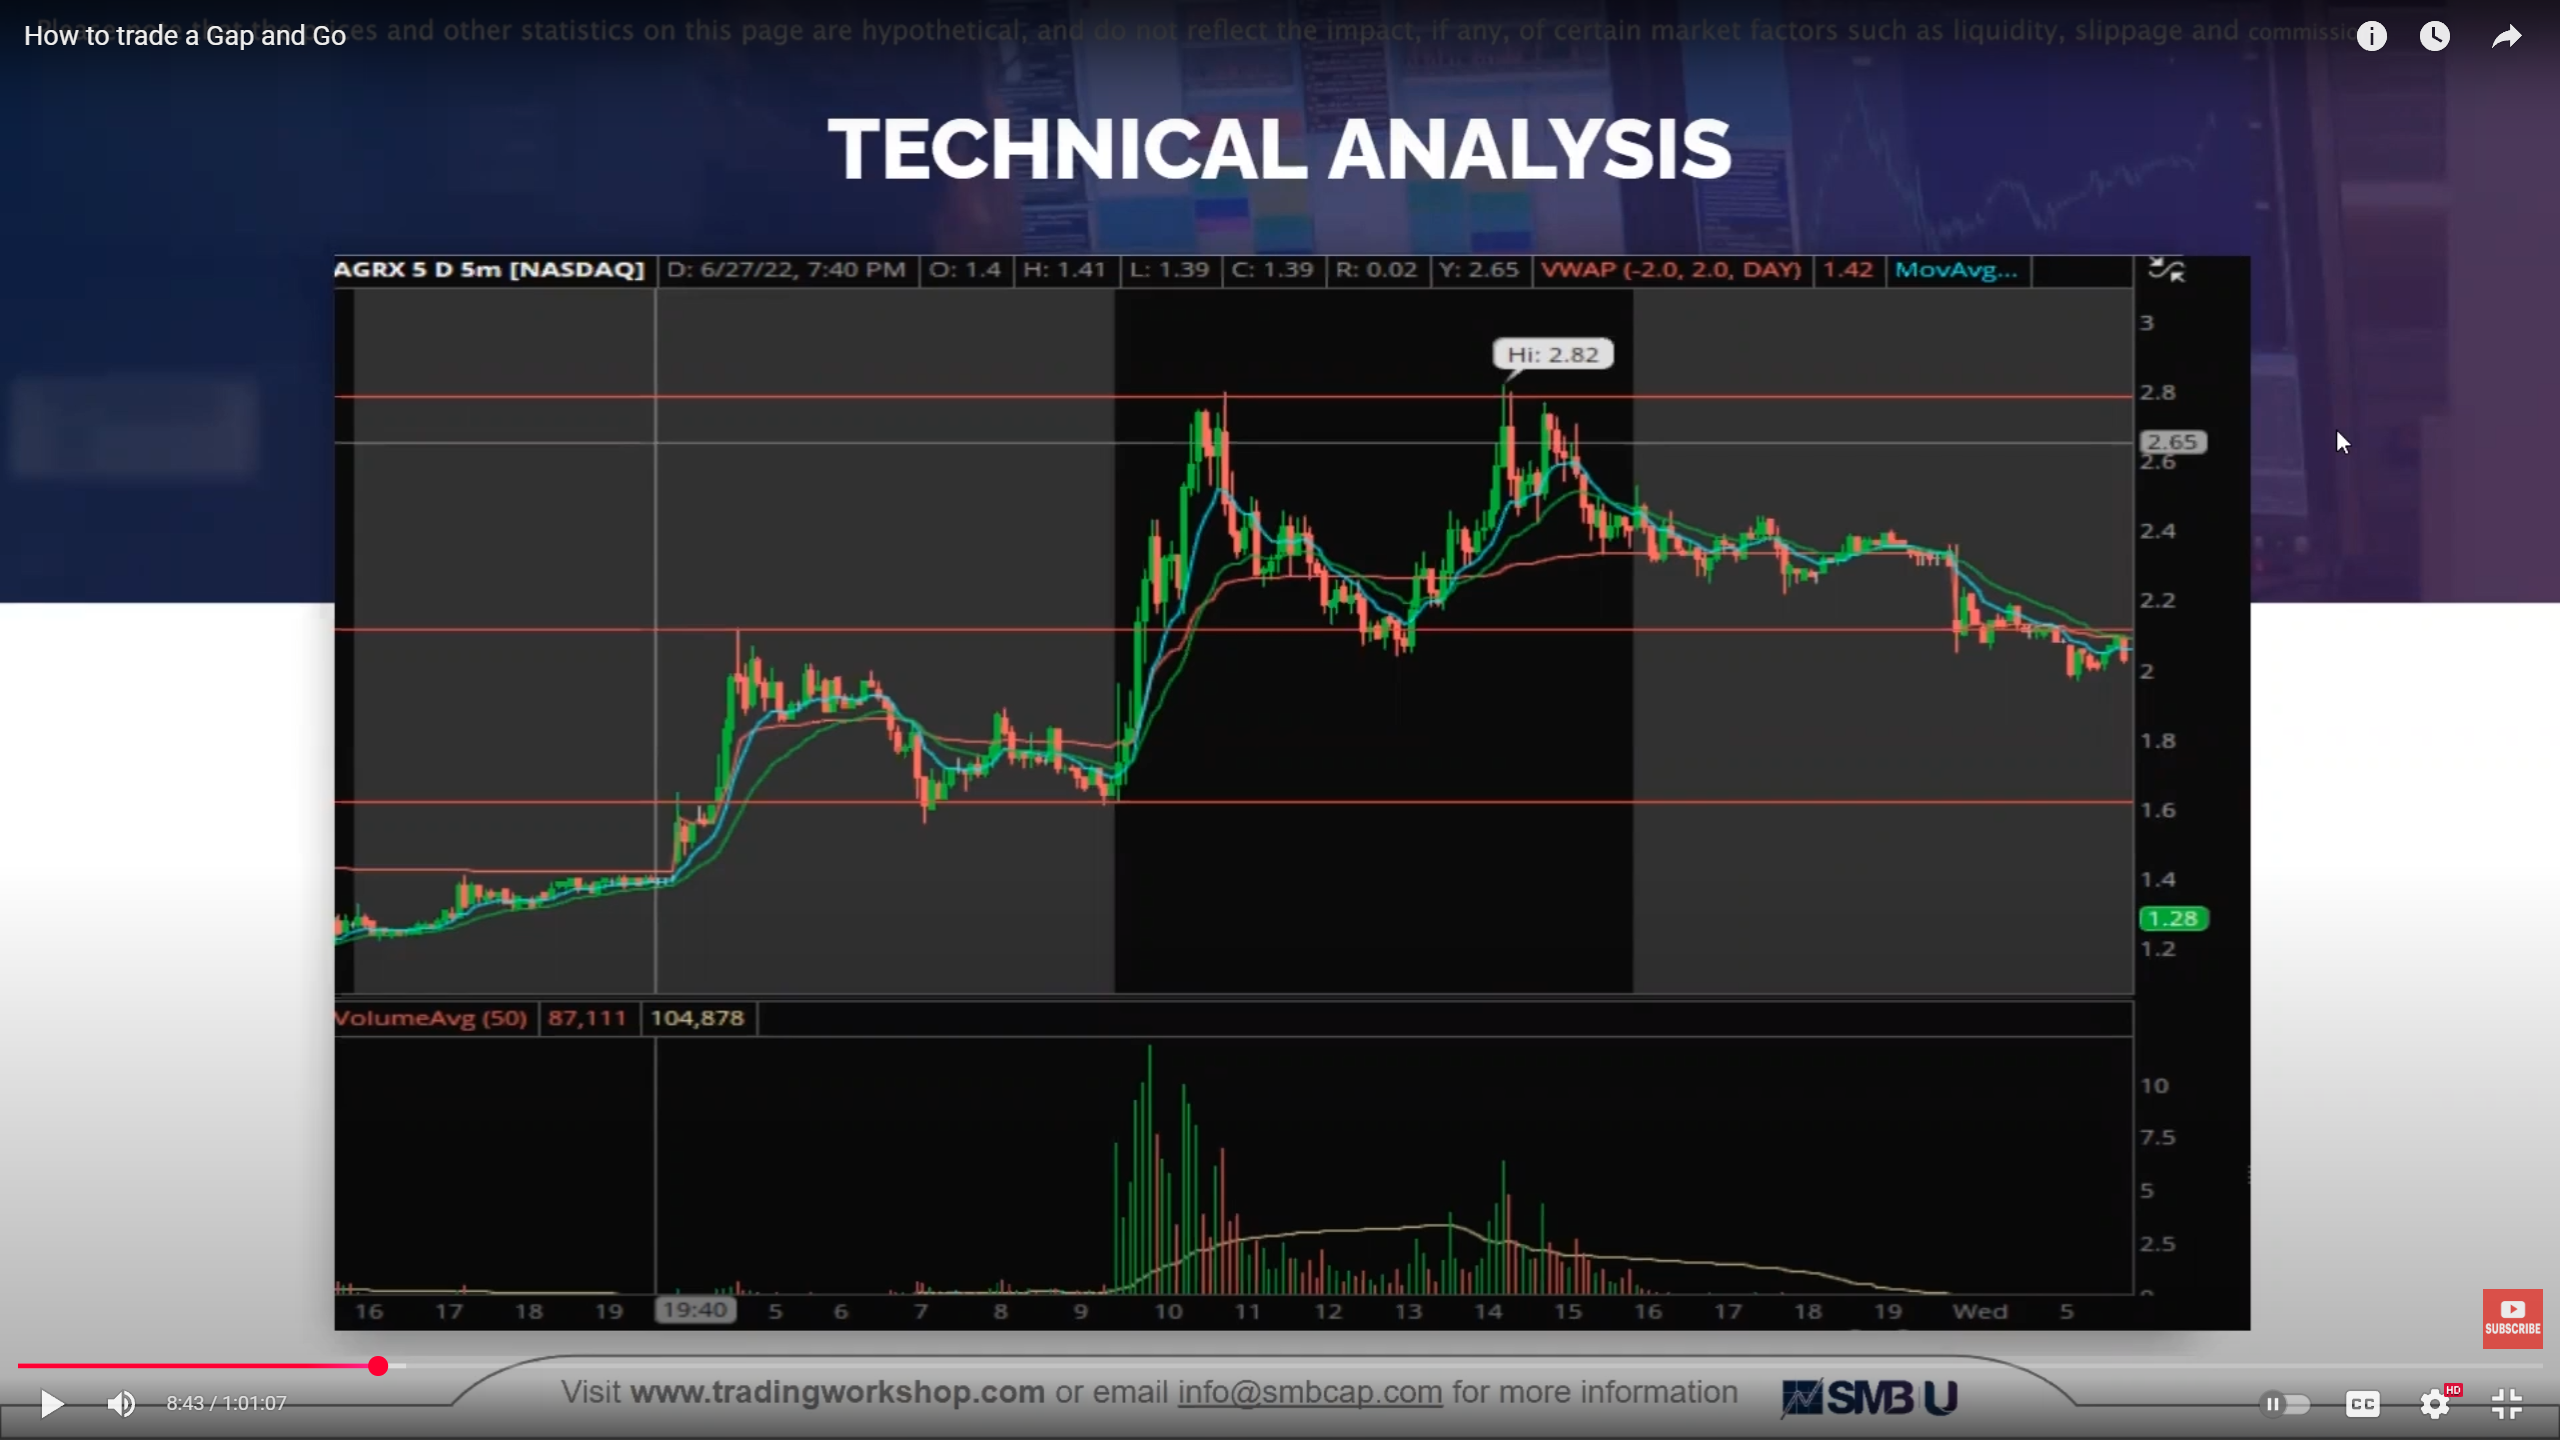 Please note that the prices and other statistics on this page are hypothetical, and do not reflect the impact, if any, of certain market factors such as liquidity, slippage and
How to trade a Gap and Go
TECHNICAL ANALYSIS
AGRX 5 D 5m [NASDAQ] D: 6/27/22, 7:40 PM O: 1.4 H: 1.41 L: 1.39 C: 1.39 R: 0.02 Y: 2.65 VWAP (-2.0, 2.0, DAY) 1.42 MovAvg...
3
Hi: 2.82
2.8
2.65
2.6
2.4
2.2
2
1.8
1.6
1.4
1.28
1.2
VolumeAvg (50) 87,111 104,878
10
7.5
5
2.5
16 17 18 19 19:40 5 6 7 8 9 10 11 12 13 14 15 16 17 18 19 Wed 5
SUBSCRIBE
8:43 / 1:01:07
Visit www.tradingworkshop.com or email info@smbcap.com for more information
SMB U
CC
HD